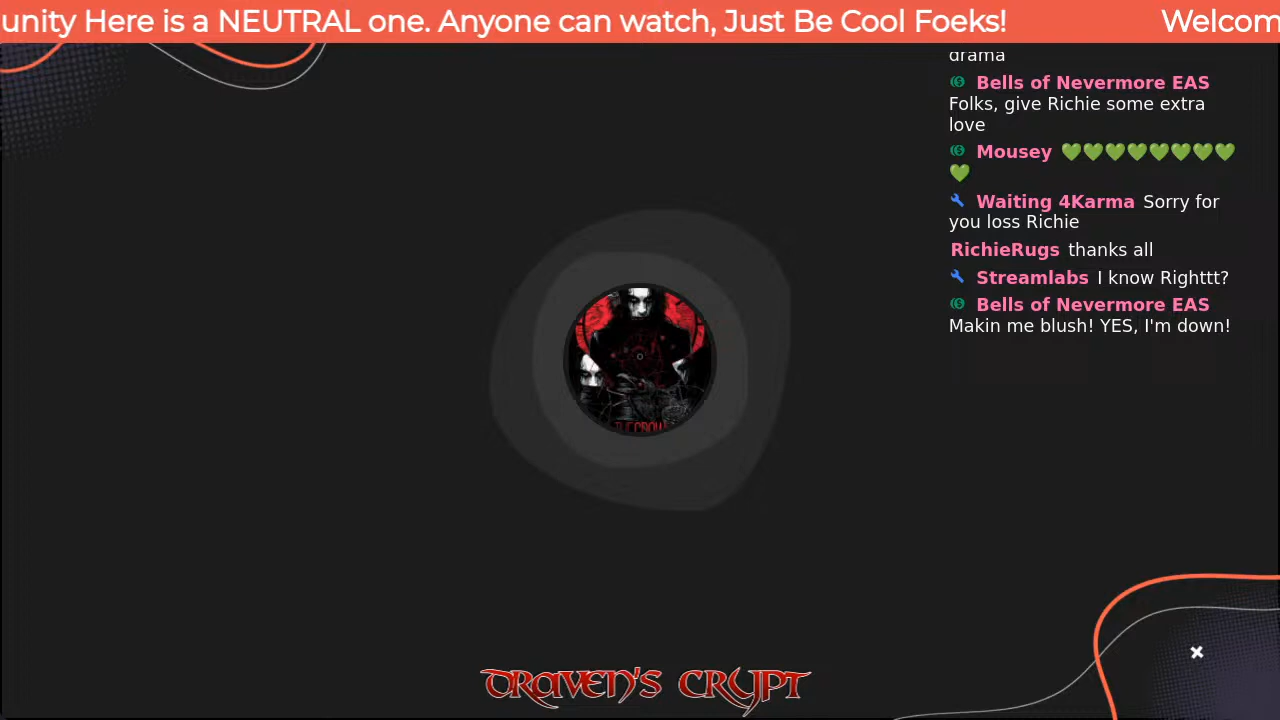 unity Here is a NEUTRAL one. Anyone can watch, Just Be Cool Foeks! Welcom
drama
Bells of Nevermore EAS
Folks, give Richie some extra
love
Mousey 💚💚💚💚💚💚💚💚
💚
Waiting 4Karma Sorry for
you loss Richie
RichieRugs thanks all
Streamlabs I know Righttt?
Bells of Nevermore EAS
Makin me blush! YES, I'm down!
THE CROW
DRAVEN'S CRYPT